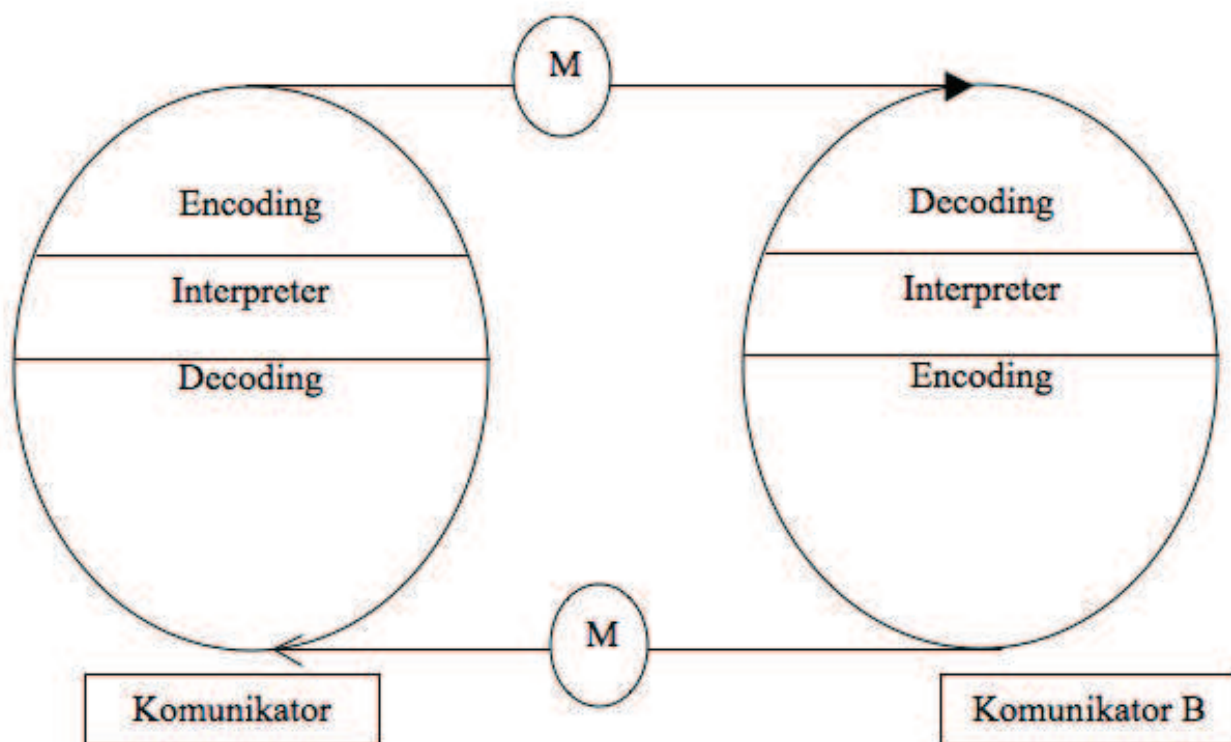 M
Encoding
Interpreter
Decoding
Decoding
Interpreter
Encoding
M
Komunikator
Komunikator B